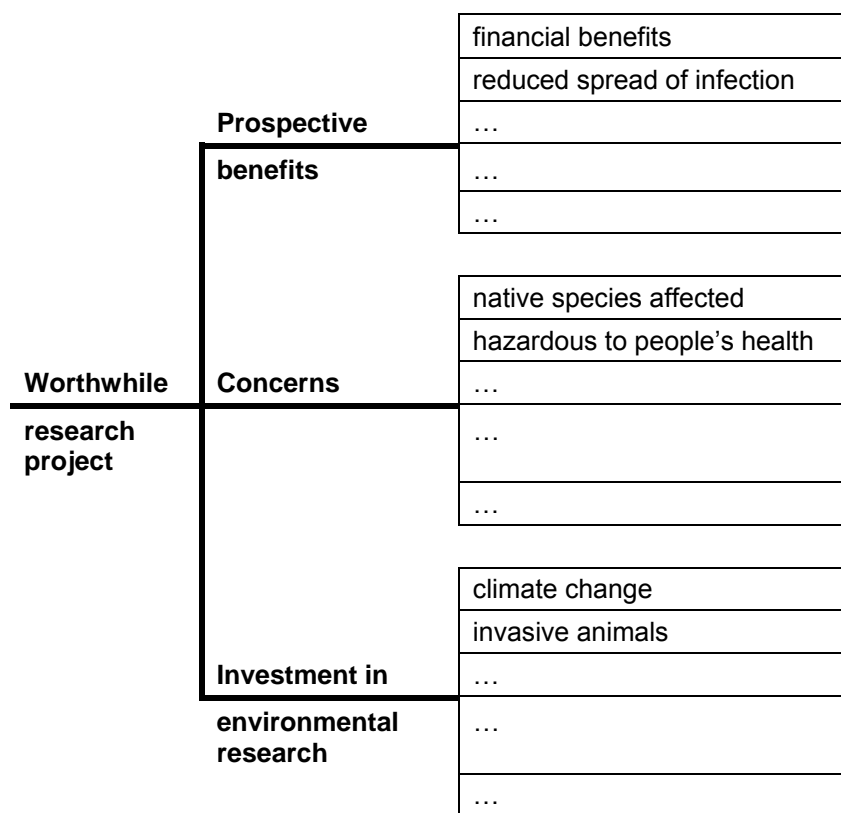 financial benefits
reduced spread of infection
Prospective
…
benefits
…
…
native species affected
hazardous to people’s health
Worthwhile
Concerns
…
research
project
…
…
climate change
invasive animals
Investment in
…
environmental
research
…
…